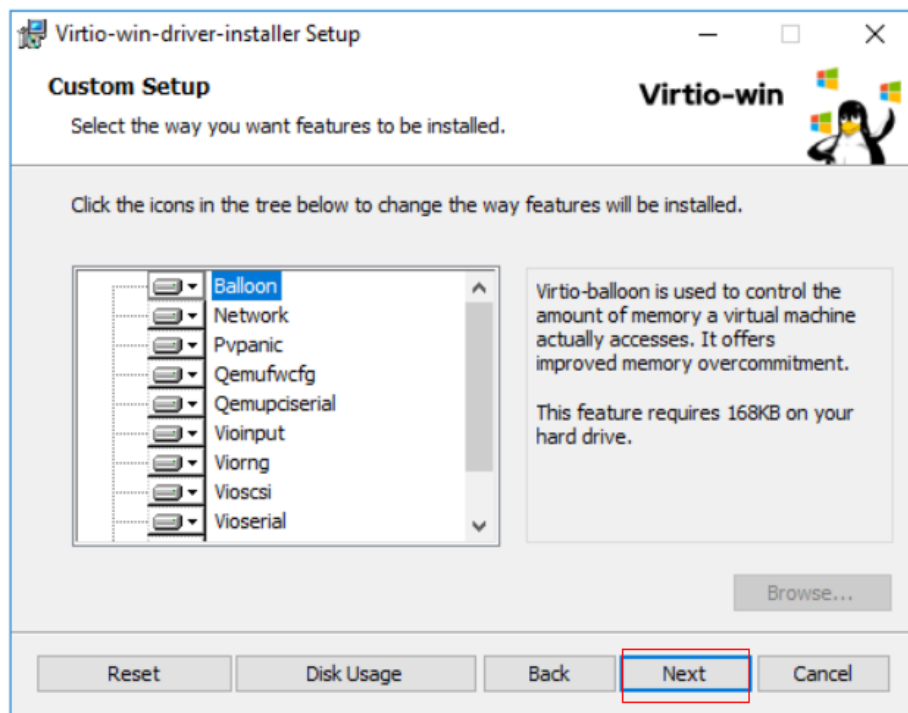 Virtio-win-driver-installer Setup
Custom Setup
Virtio-win
Select the way you want features to be installed.
Click the icons in the tree below to change the way features will be installed.
Balloon
Network
Pvpanic
Qemufwcfg
Qemupciserial
Vioinput
Viorng
Vioscsi
Vioserial
Virtio-balloon is used to control the
amount of memory a virtual machine
actually accesses. It offers
improved memory overcommitment.
This feature requires 168KB on your
hard drive.
Browse...
Reset
Disk Usage
Back
Next
Cancel